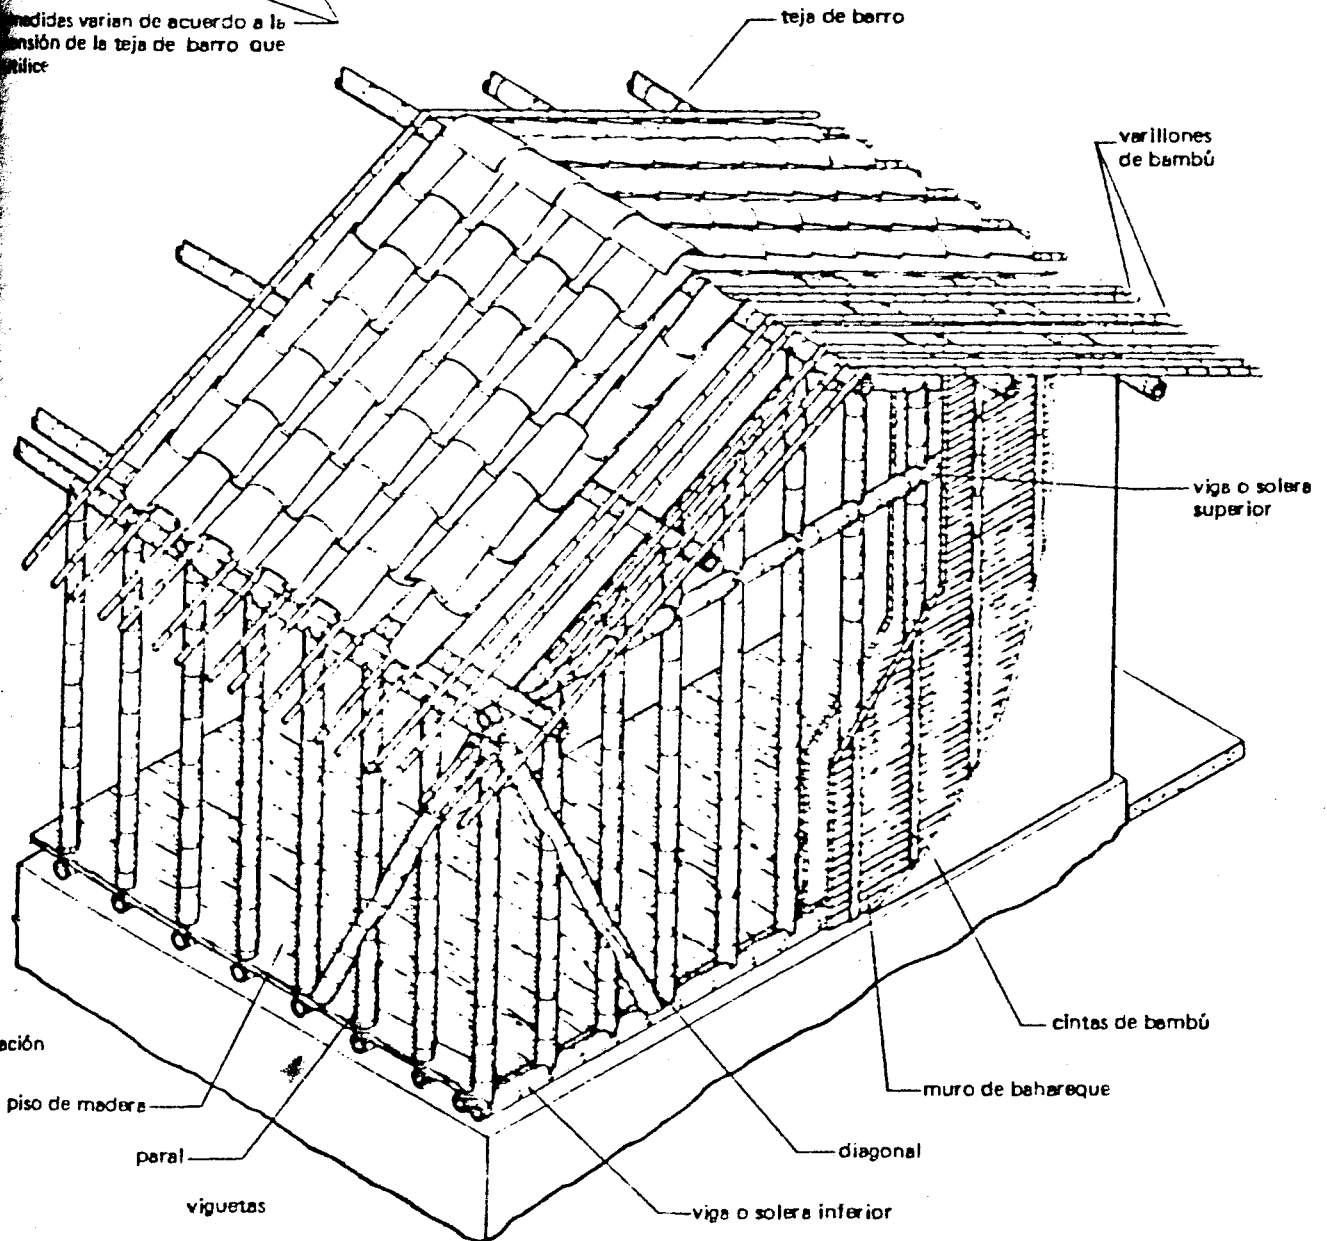 medidas varian de acuerdo a la
ensión de la teja de barro que
utilice
teja de barro
varillones
de bambú
viga o solera
superior
cintas de bambú
muro de bahareque
diagonal
viga o solera inferior
ación
piso de madera
paral
viguetas